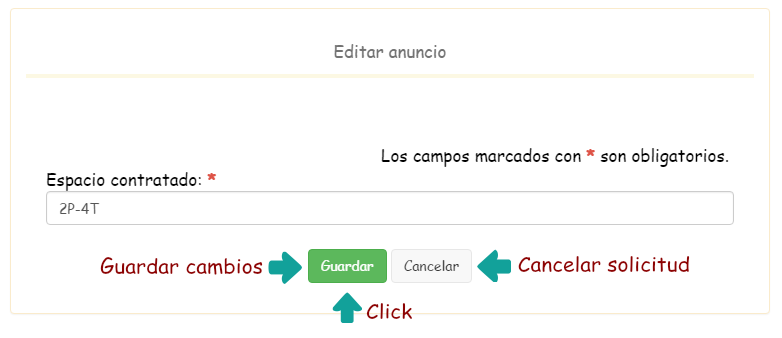 Editar anuncio
Los campos marcados con * son obligatorios.
Espacio contratado: *
2P-4T
Guardar cambios Guardar Cancelar Cancelar solicitud
Click